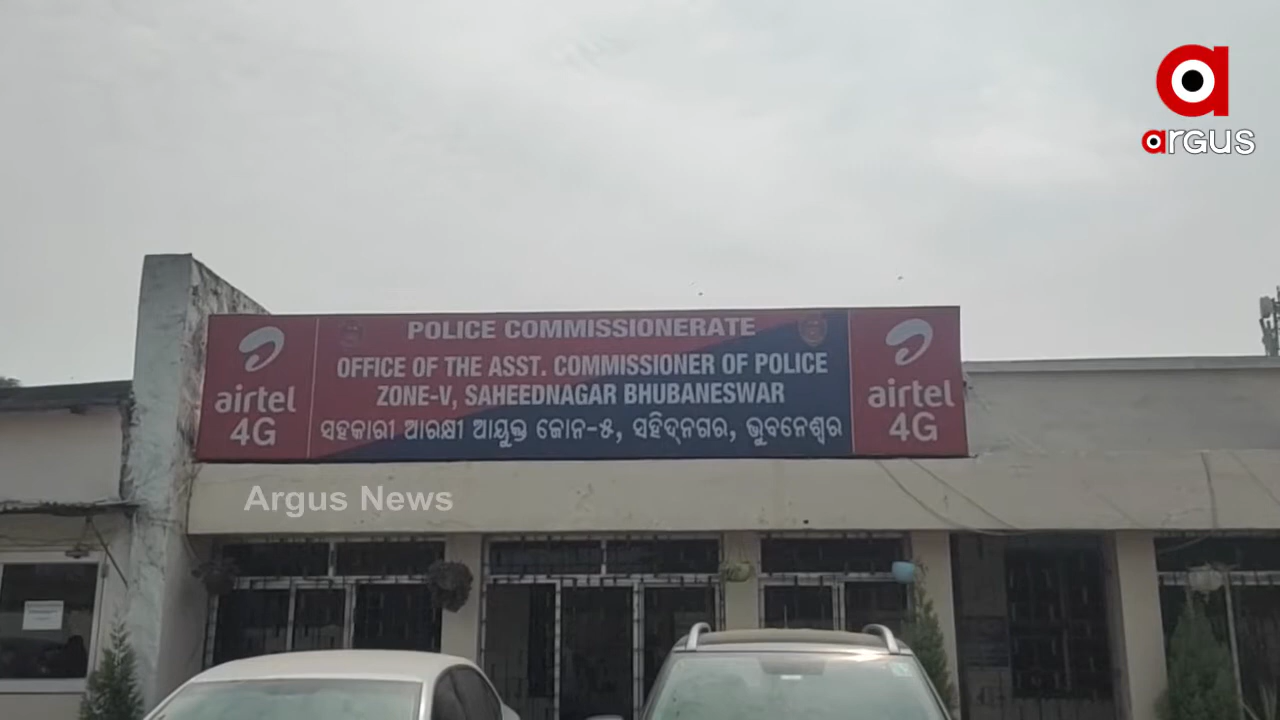 argus
POLICE COMMISSIONERATE
OFFICE OF THE ASST. COMMISSIONER OF POLICE
ZONE-V, SAHEEDNAGAR BHUBANESWAR
ସହକାରୀ ଆରକ୍ଷୀ ଆୟୁକ୍ତ ଜୋନ-୫, ସହିଦ୍‌ନଗର, ଭୁବନେଶ୍ୱର
airtel
4G
airtel
4G
Argus News